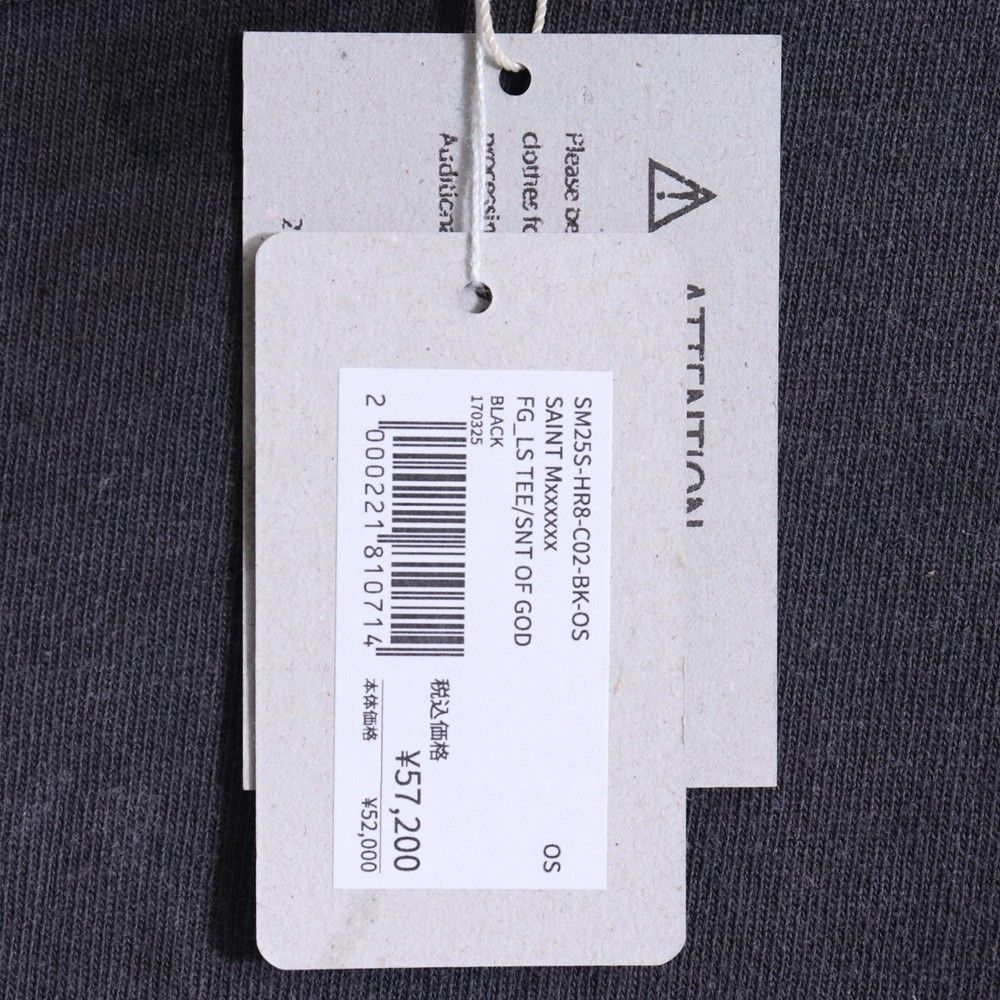 ATTENTION
Please be
clothes fo
processin
Additiona
SM25S-HR8-C02-BK-OS
SAINT Mxxxxxx
FG_LS TEE/SNT OF GOD
OS
BLACK
170325
2 000221 810714
税込価格
¥57,200
本体価格 ¥52,000